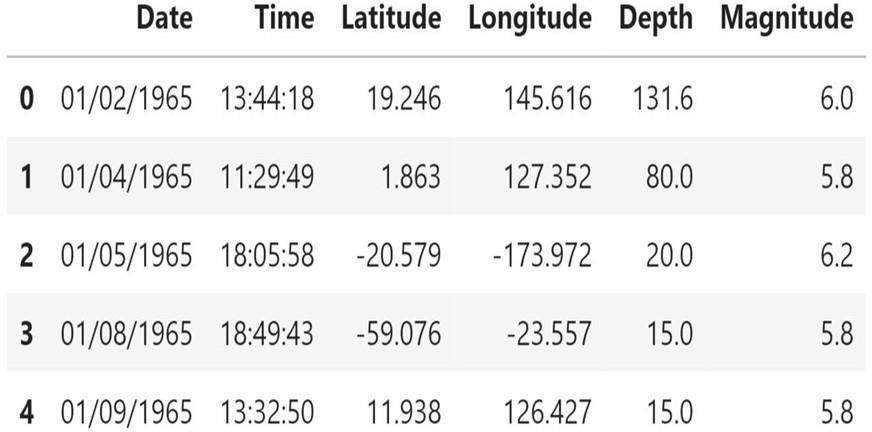 Date Time Latitude Longitude Depth Magnitude
0 01/02/1965 13:44:18 19.246 145.616 131.6 6.0
1 01/04/1965 11:29:49 1.863 127.352 80.0 5.8
2 01/05/1965 18:05:58 -20.579 -173.972 20.0 6.2
3 01/08/1965 18:49:43 -59.076 -23.557 15.0 5.8
4 01/09/1965 13:32:50 11.938 126.427 15.0 5.8